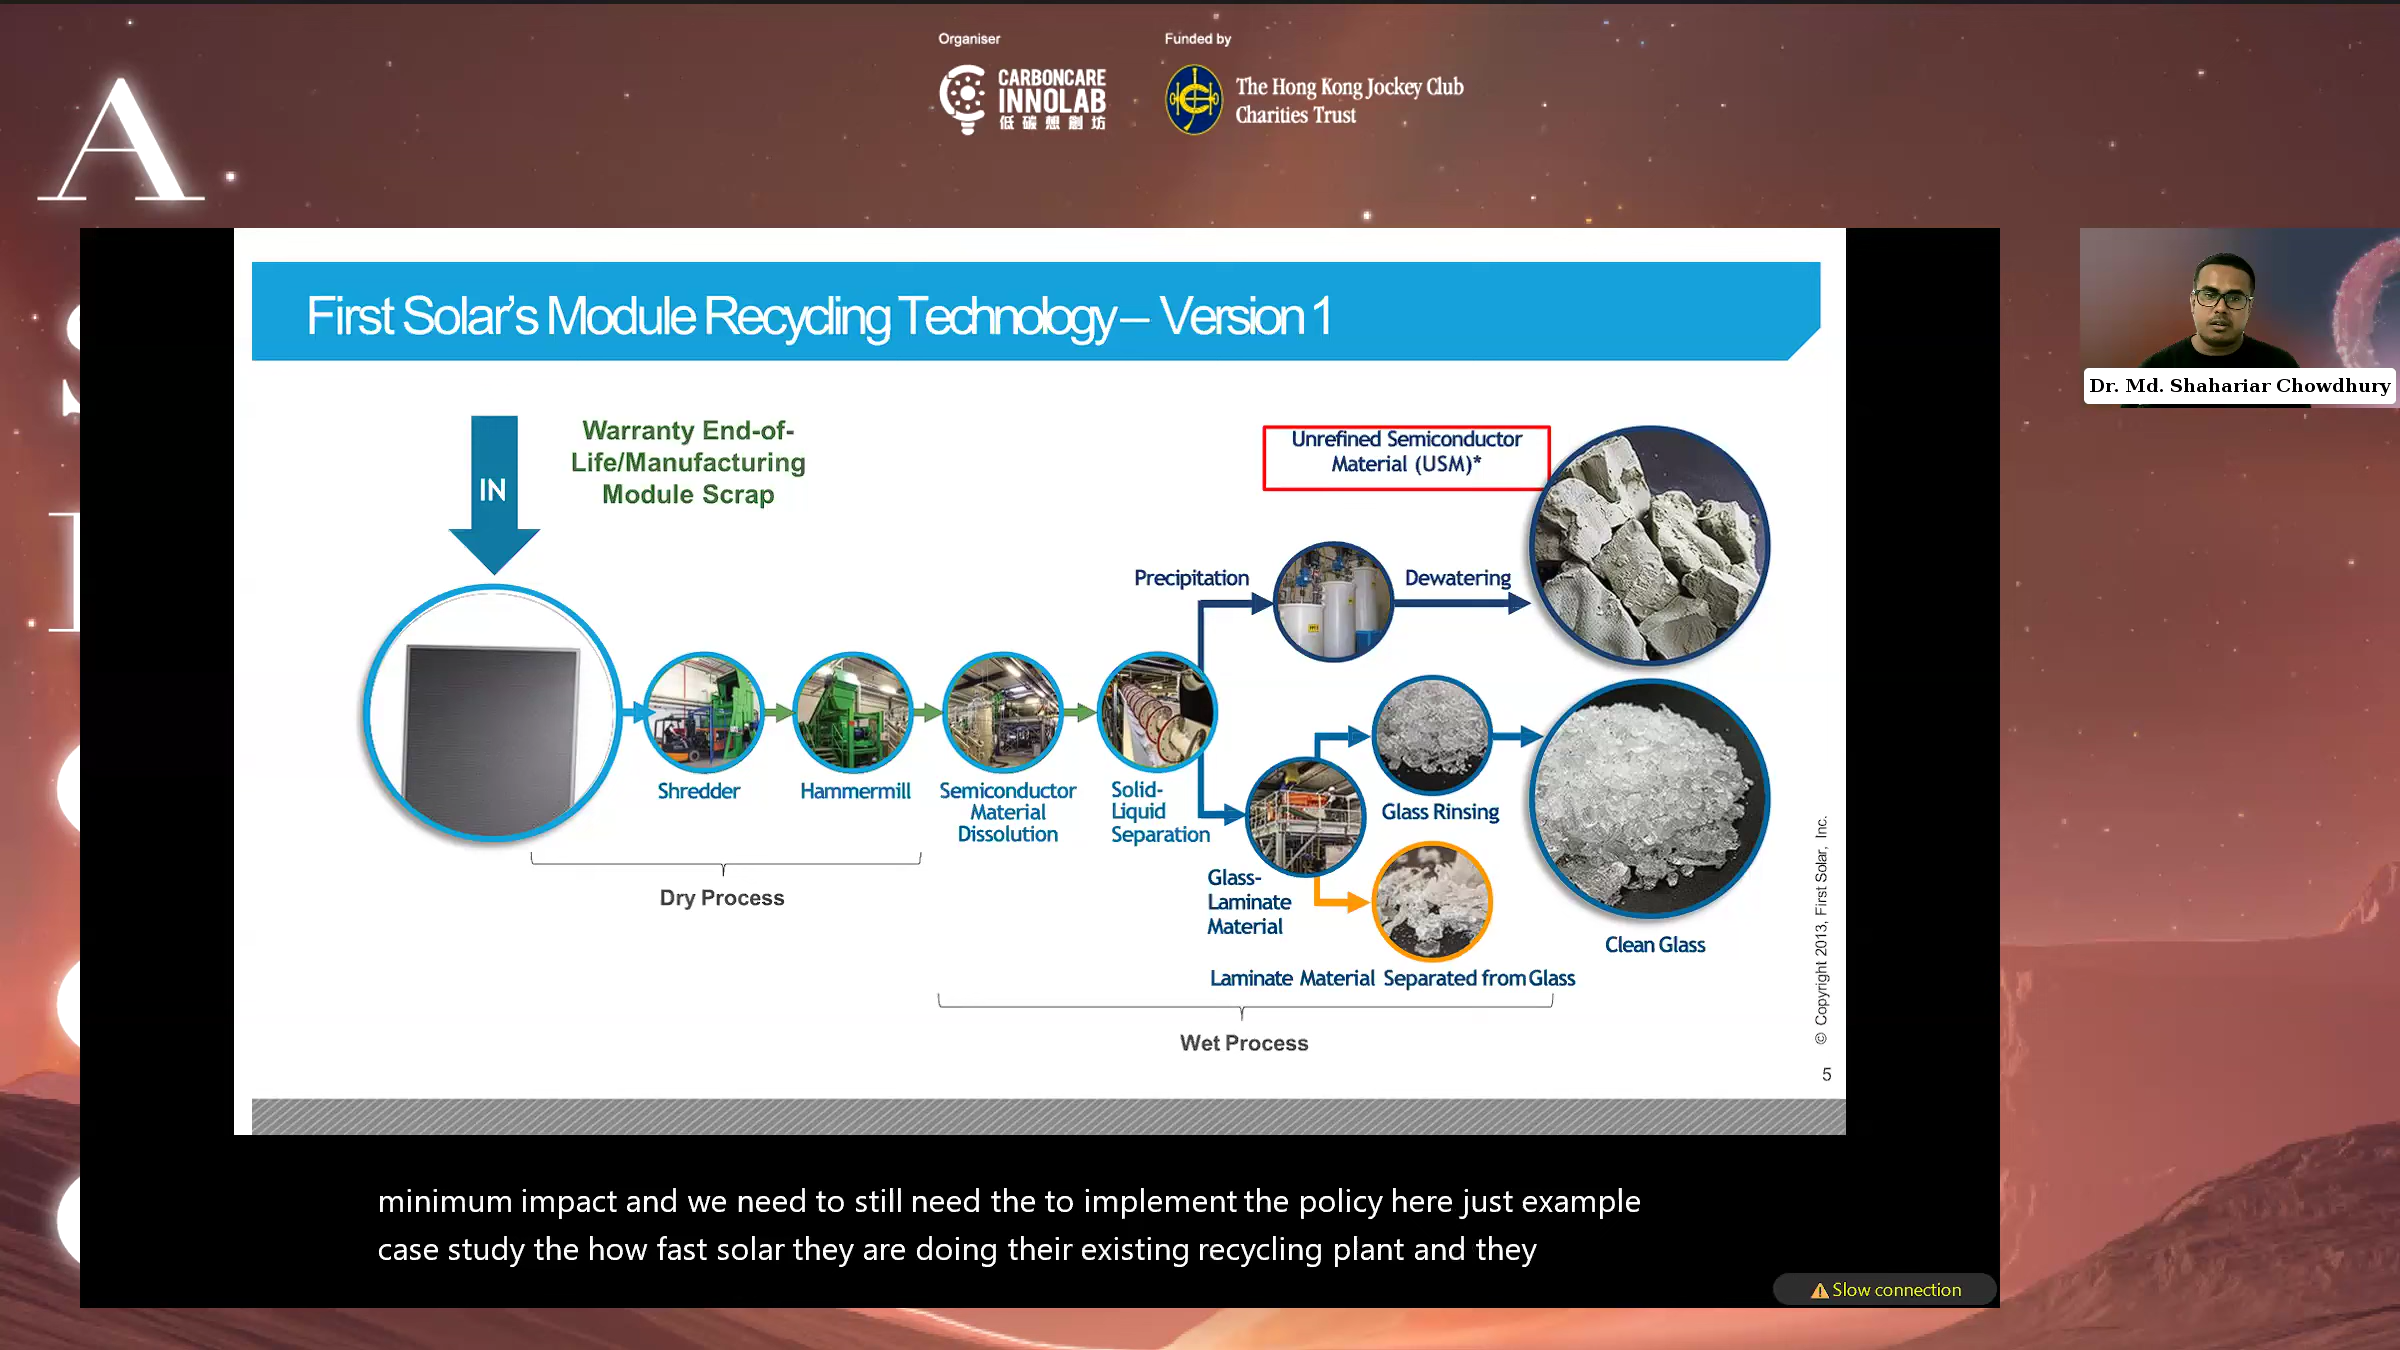 Organiser
Funded by
CARBONCARE
INNOLAB
低碳想創坊
The Hong Kong Jockey Club
Charities Trust
A
First Solar's Module Recycling Technology – Version 1
Dr. Md. Shahariar Chowdhury
IN
Warranty End-of-
Life/Manufacturing
Module Scrap
Unrefined Semiconductor
Material (USM)*
Precipitation
Dewatering
Shredder
Hammermill
Semiconductor
Material
Dissolution
Solid-
Liquid
Separation
Glass Rinsing
Glass-
Laminate
Material
Clean Glass
Laminate Material Separated from Glass
Dry Process
Wet Process
© Copyright 2013, First Solar, Inc.
5
minimum impact and we need to still need the to implement the policy here just example
case study the how fast solar they are doing their existing recycling plant and they
Slow connection